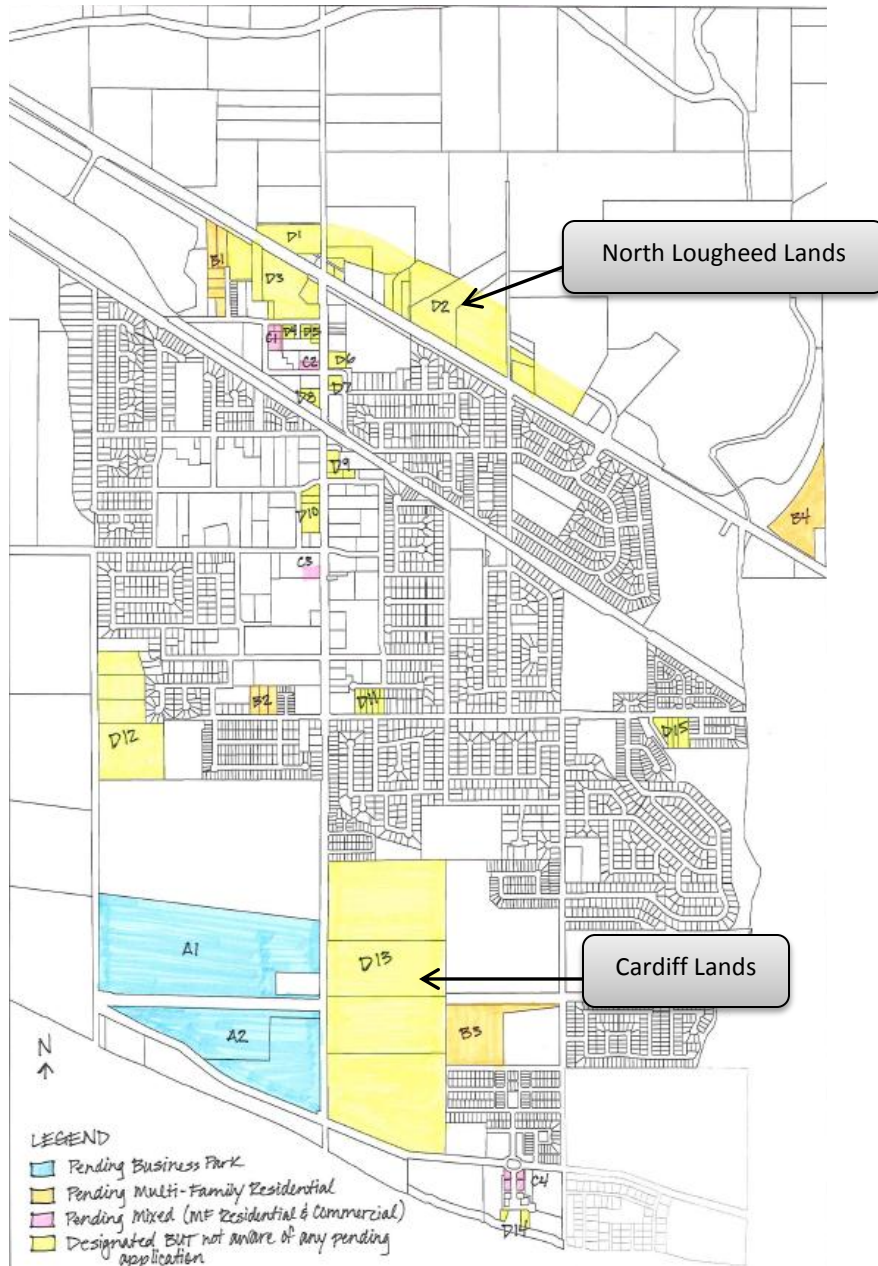 D1
B1
North Lougheed Lands
D3
D2
C1
D4
D5
C2
D6
D7
D8
D9
D10
B4
C3
B2
D11
D12
D15
A1
D13
Cardiff Lands
A2
B3
N
C4
D14
LEGEND
Pending Business Park
Pending Multi-Family Residential
Pending Mixed (MF Residential & Commercial)
Designated BUT not aware of any pending
application